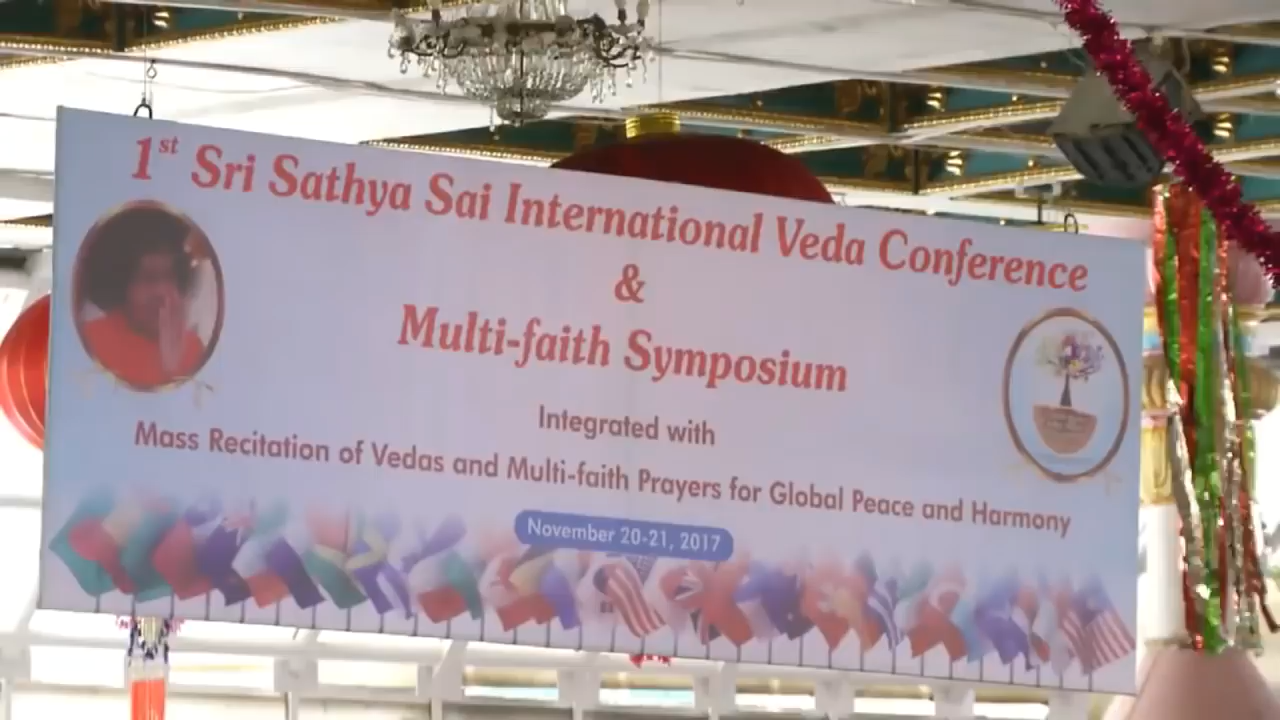 1st Sri Sathya Sai International Veda Conference
&
Multi-faith Symposium
Integrated with
Mass Recitation of Vedas and Multi-faith Prayers for Global Peace and Harmony
November 20-21, 2017